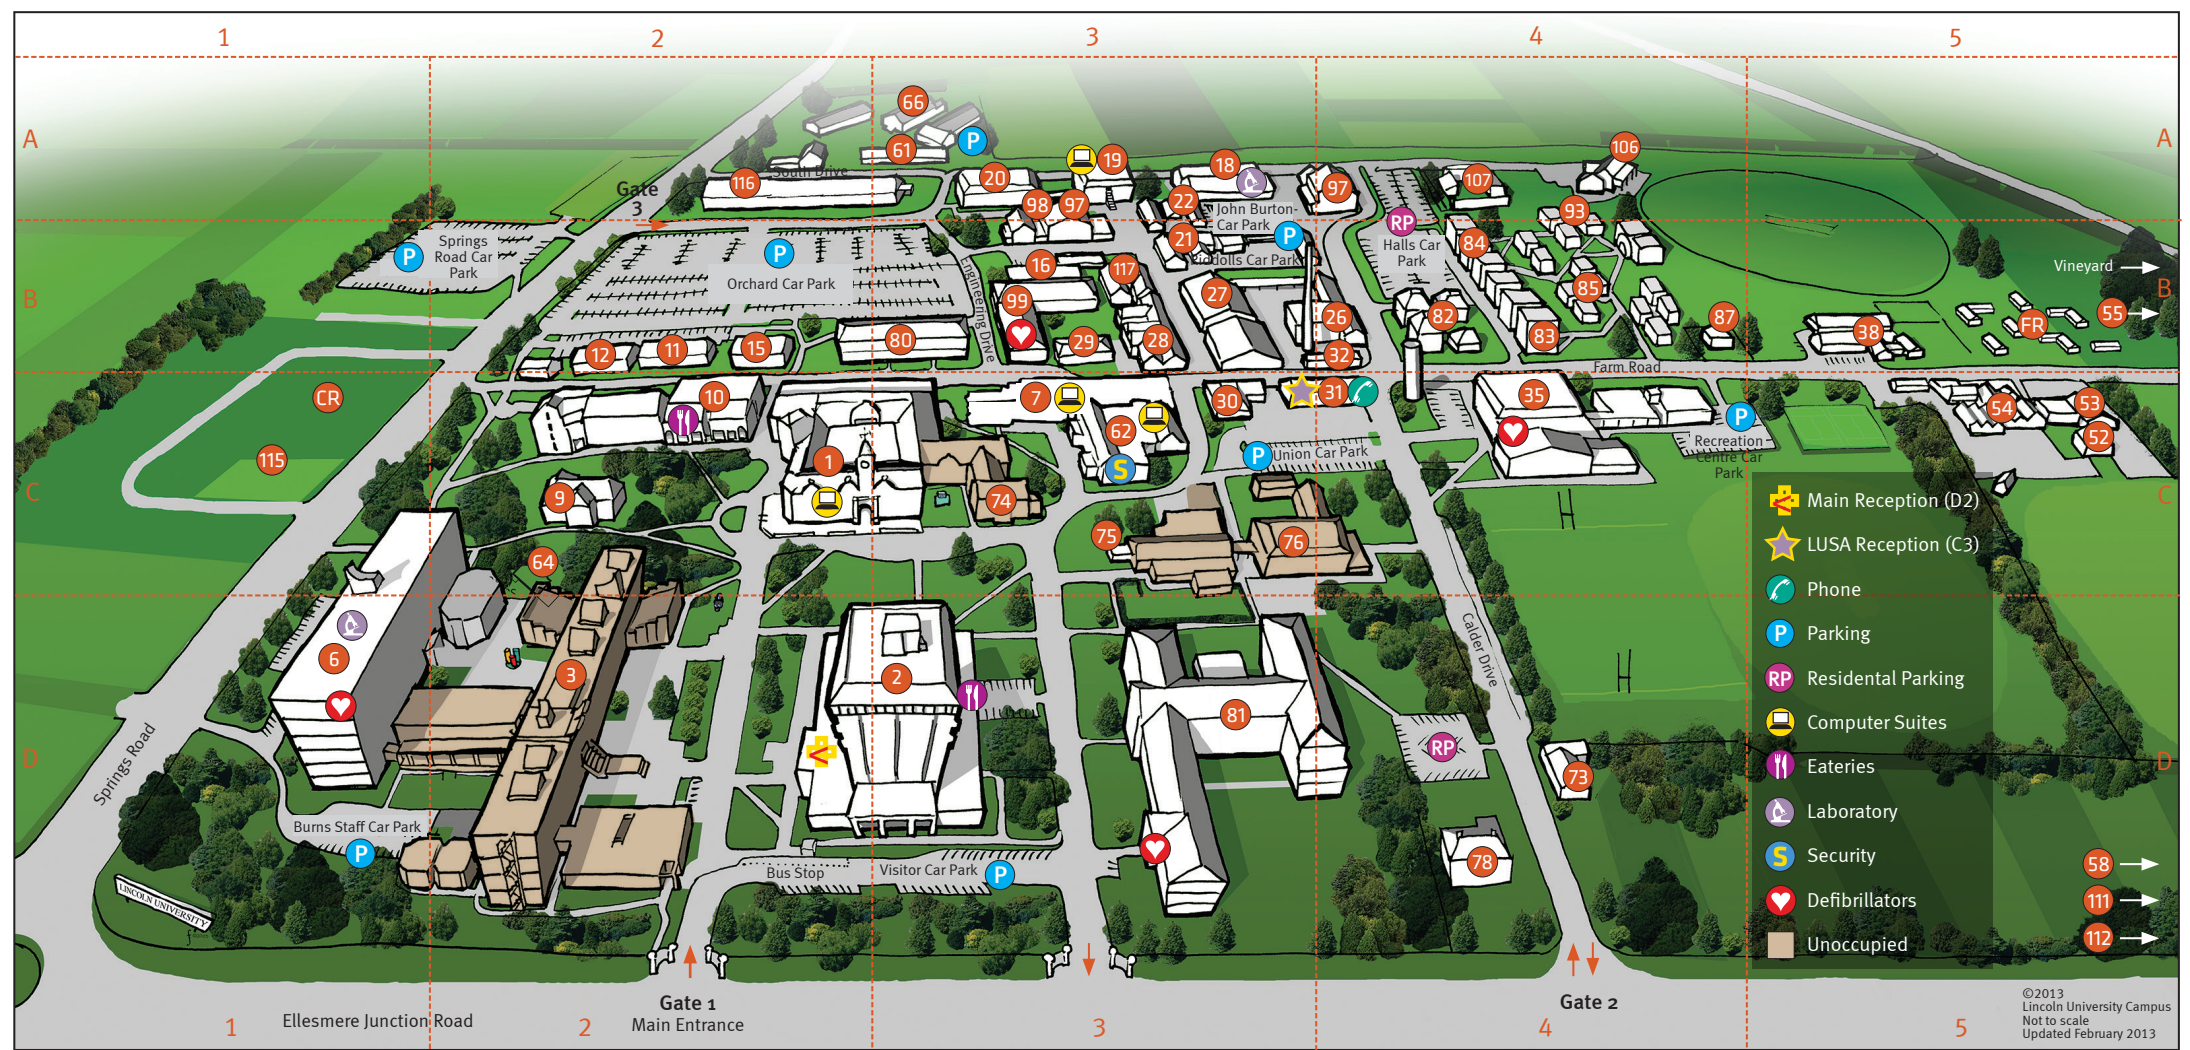 1 2 3 4 5
A A
66
61
19
18
106
116
South Drive
20
97
107
Gate
3
98 97
22
John Burton
Car Park
93
RP
Springs
Road Car
Park
P
Orchard Car Park
21
Riddolls Car Park
Halls Car
Park
84
16
117
Vineyard
B B
Engineering Drive
99
27
85
55
26
82
87
FR
38
12 11 15 80
29 28
32
83
Farm Road
CR
10
7
30
31
35
54
53
52
115
1
62
S
Union Car Park
Recreation
Centre Car
Park
C C
9
74
75
76
64
Main Reception (D2)
LUSA Reception (C3)
Phone
Parking
Residental Parking
Computer Suites
Eateries
Laboratory
Security
Defibrillators
Unoccupied
6
3
2
81
Calder Drive
RP
73
D D
Springs Road
Burns Staff Car Park
P
Bus Stop
Visitor Car Park
P
78
58
111
112
LINCOLN UNIVERSITY
Gate 1
Main Entrance
Gate 2
Ellesmere Junction Road
1 2 3 4 5
©2013
Lincoln University Campus
Not to scale
Updated February 2013